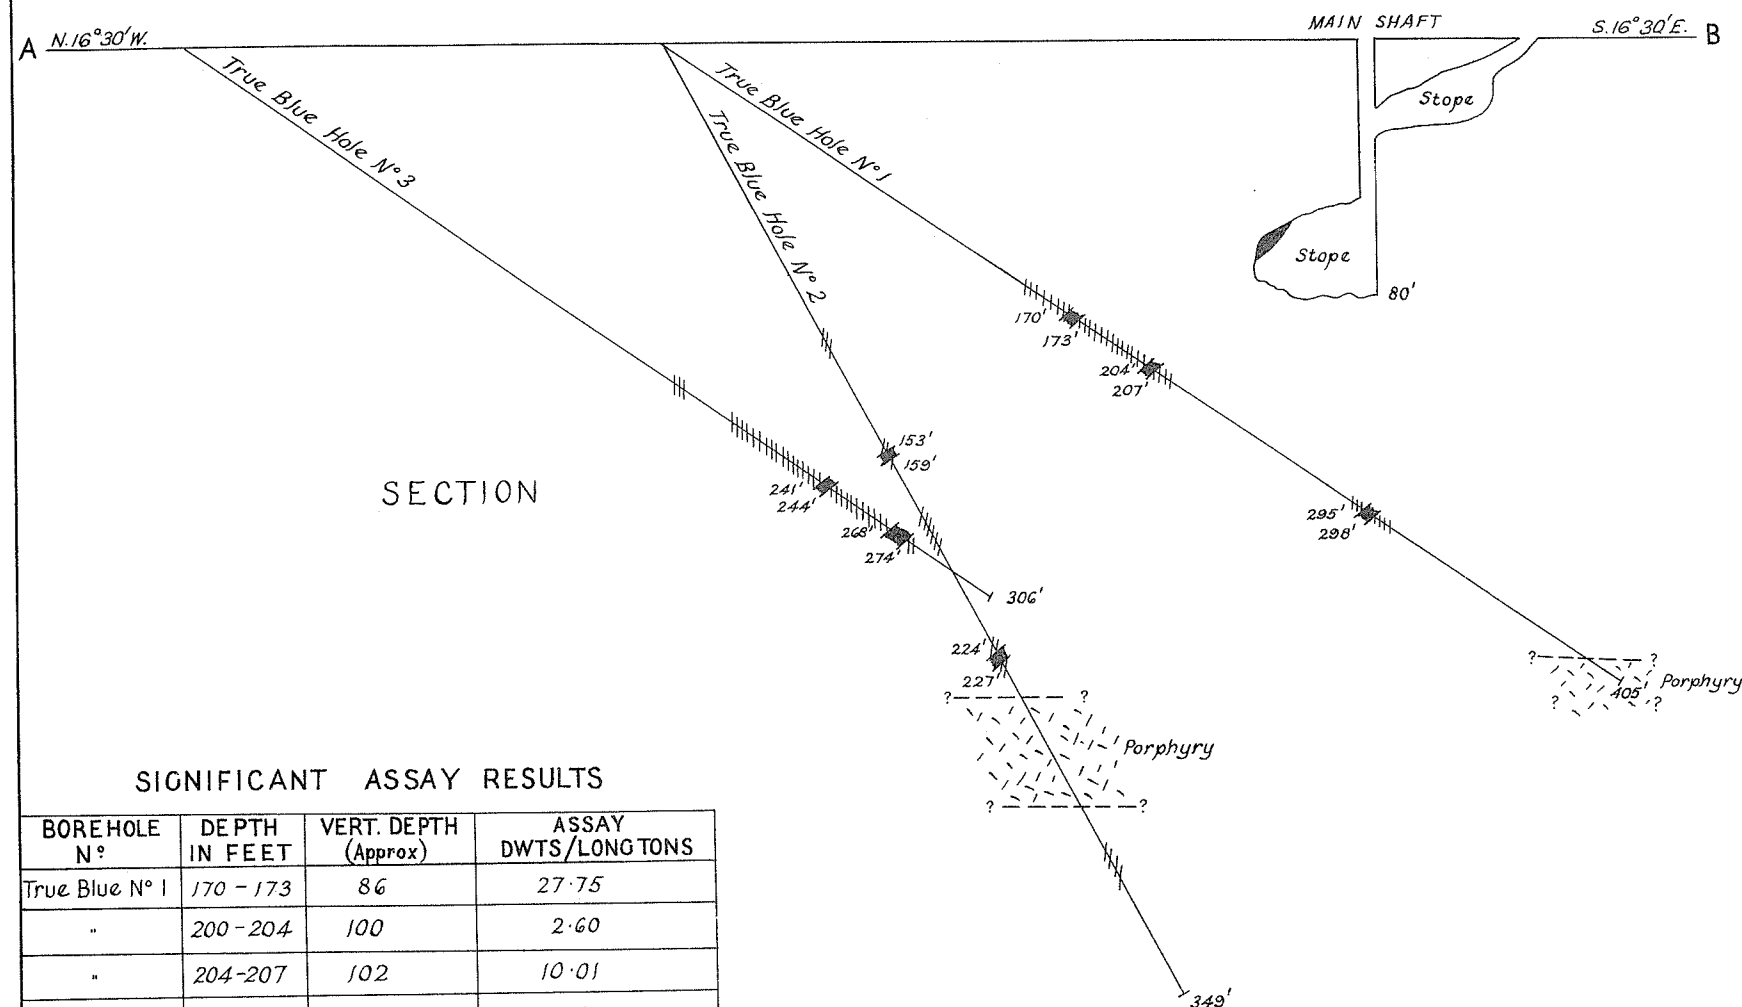 MAIN SHAFT
A N.16°30'W.
S.16°30'E. B
True Blue Hole Nº 3
True Blue Hole Nº 2
True Blue Hole Nº 1
Stope
Stope
80'
170'
173'
204'
207'
153'
159'
SECTION
241'
244'
268'
274'
295'
298'
306'
224'
227'
? ?
? ?
405' Porphyry
? ?
? ?
Porphyry
? ?
349'
SIGNIFICANT ASSAY RESULTS
BOREHOLE Nº DEPTH IN FEET VERT. DEPTH (Approx) ASSAY DWTS/LONG TONS
True Blue Nº 1 170-173 86 27·75
" 200-204 100 2·60
" 204-207 102 10·01